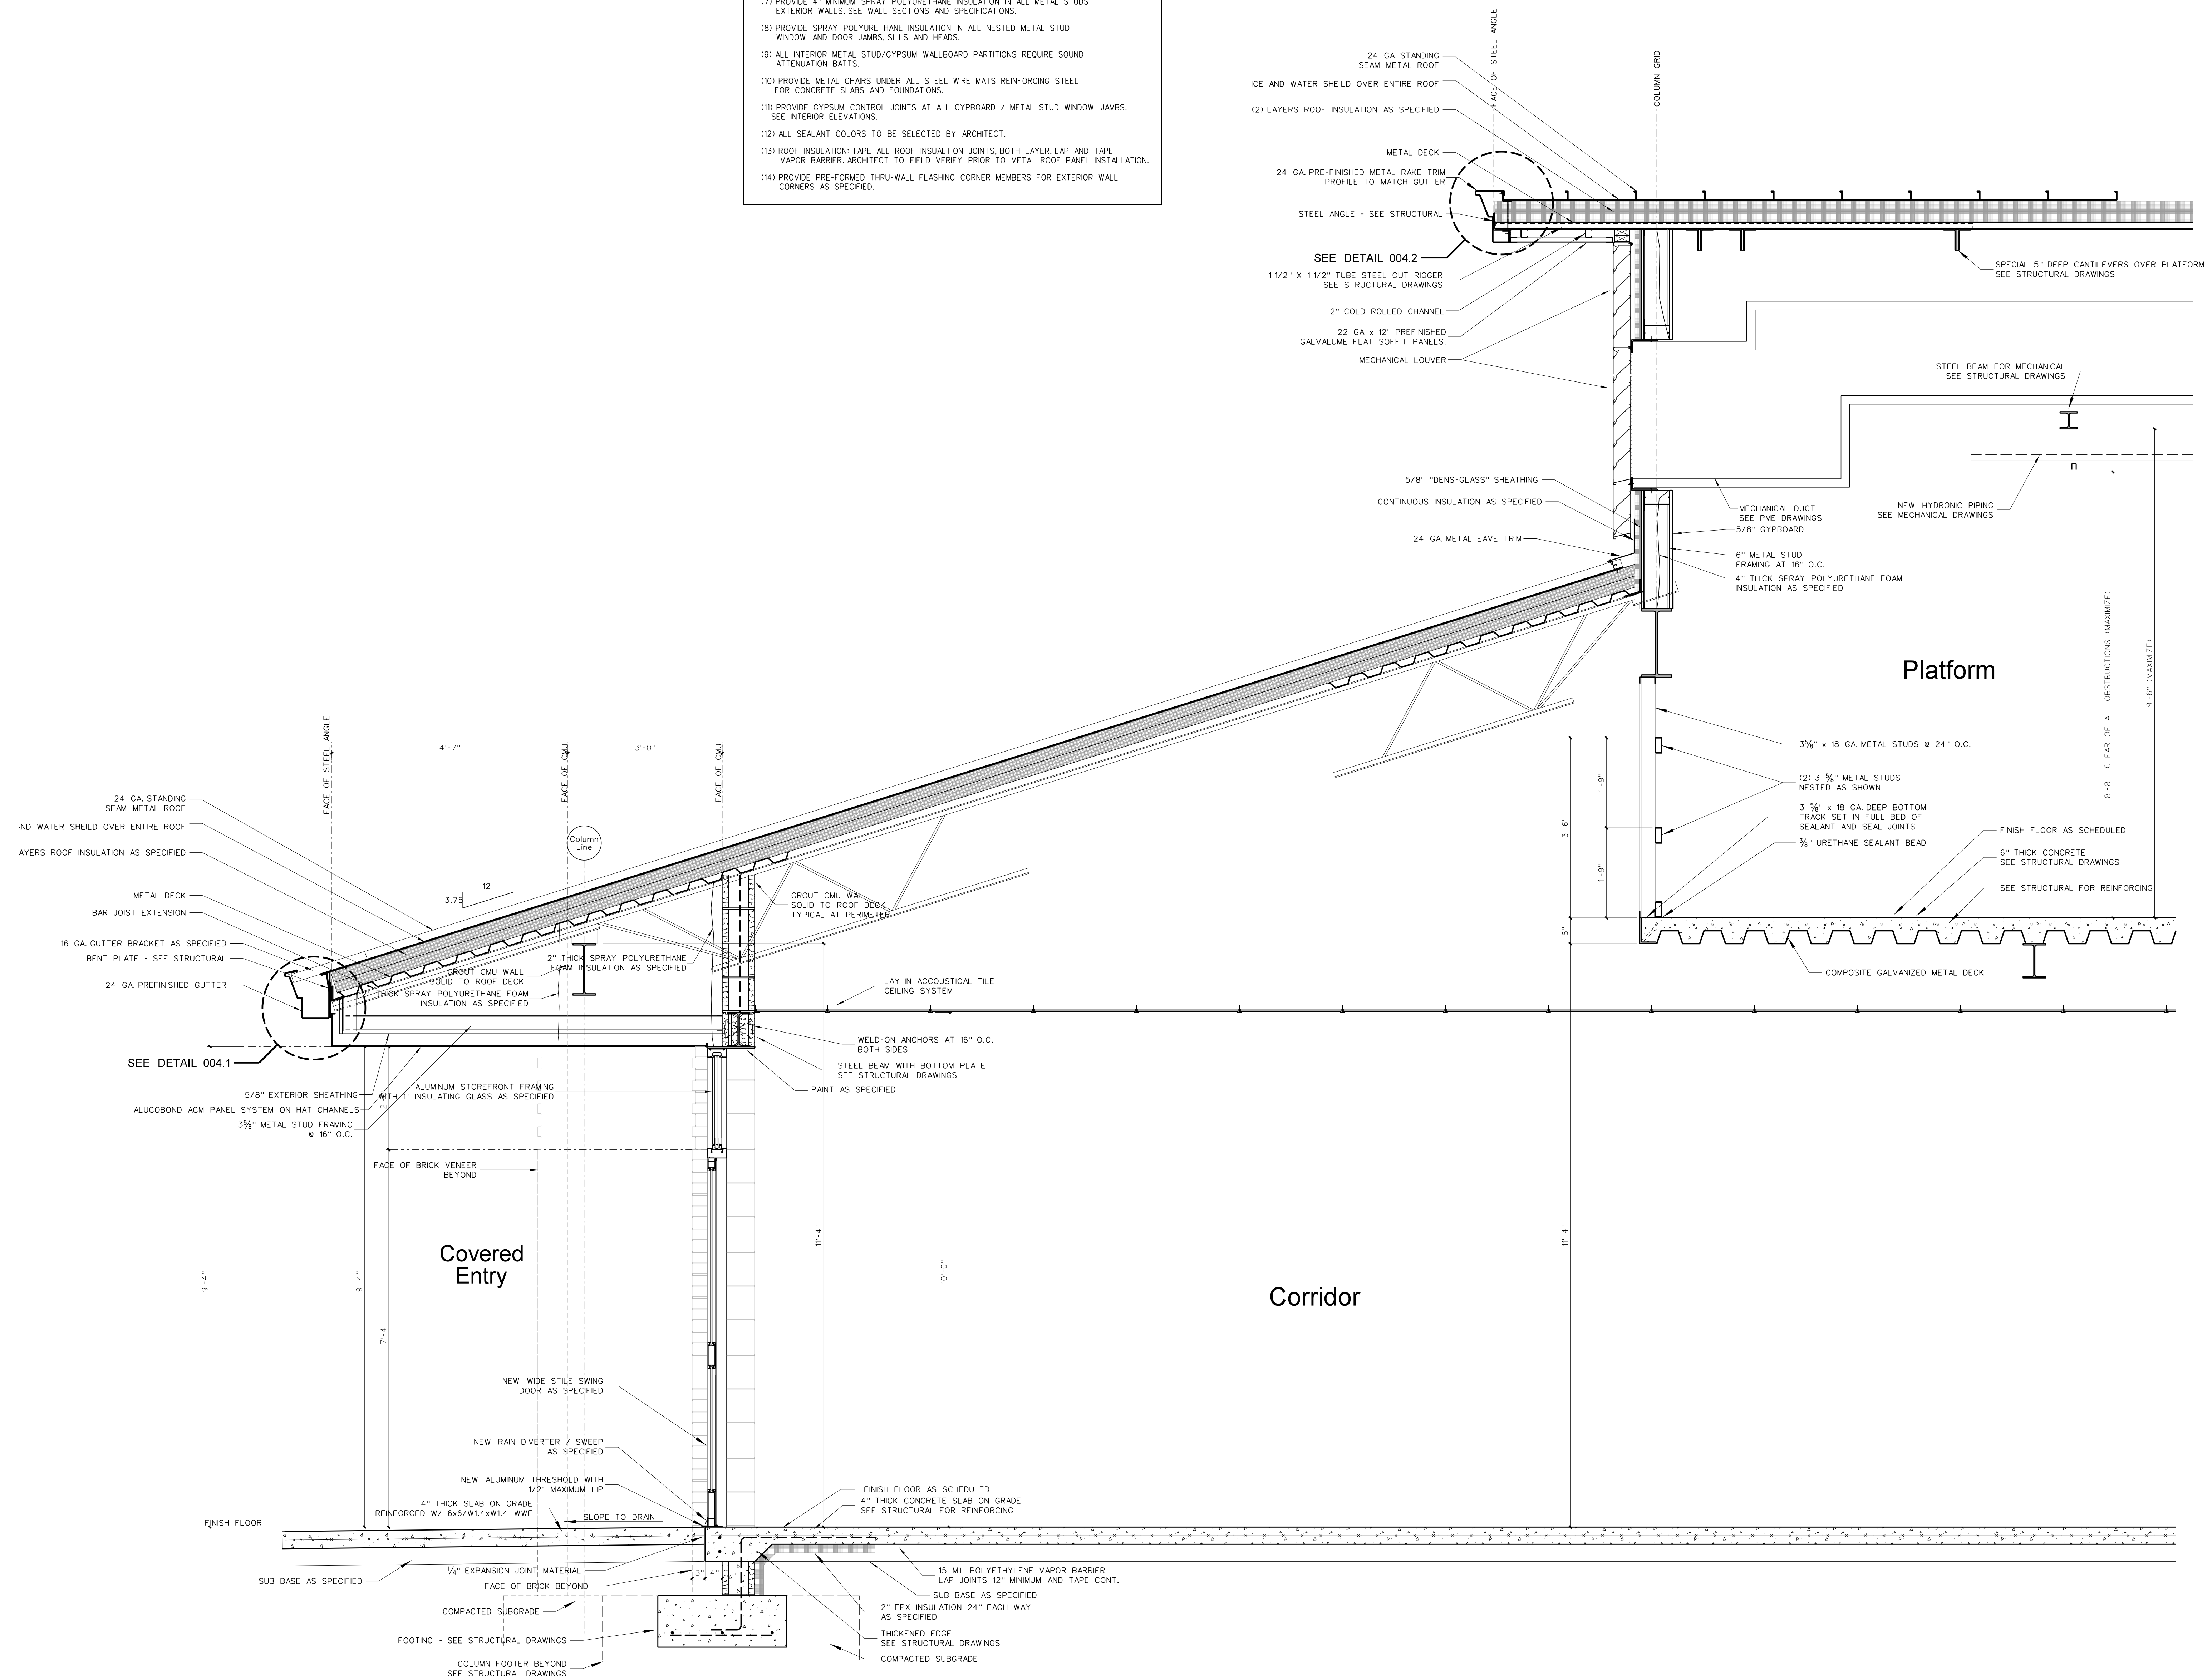 (7) PROVIDE 4" MINIMUM SPRAY POLYURETHANE INSULATION IN ALL METAL STUDS
EXTERIOR WALLS. SEE WALL SECTIONS AND SPECIFICATIONS.
(8) PROVIDE SPRAY POLYURETHANE INSULATION IN ALL NESTED METAL STUD
WINDOW AND DOOR JAMBS, SILLS AND HEADS.
(9) ALL INTERIOR METAL STUD/GYPSUM WALLBOARD PARTITIONS REQUIRE SOUND
ATTENUATION BATTS.
(10) PROVIDE METAL CHAIRS UNDER ALL STEEL WIRE MATS REINFORCING STEEL
FOR CONCRETE SLABS AND FOUNDATIONS.
(11) PROVIDE GYPSUM CONTROL JOINTS AT ALL GYPBOARD / METAL STUD WINDOW JAMBS.
SEE INTERIOR ELEVATIONS.
(12) ALL SEALANT COLORS TO BE SELECTED BY ARCHITECT.
(13) ROOF INSULATION: TAPE ALL ROOF INSUALTION JOINTS, BOTH LAYER. LAP AND TAPE
VAPOR BARRIER. ARCHITECT TO FIELD VERIFY PRIOR TO METAL ROOF PANEL INSTALLATION.
(14) PROVIDE PRE-FORMED THRU-WALL FLASHING CORNER MEMBERS FOR EXTERIOR WALL
CORNERS AS SPECIFIED.
FACE OF STEEL ANGLE
COLUMN GRID
24 GA. STANDING
SEAM METAL ROOF
ICE AND WATER SHEILD OVER ENTIRE ROOF
(2) LAYERS ROOF INSULATION AS SPECIFIED
METAL DECK
24 GA. PRE-FINISHED METAL RAKE TRIM
PROFILE TO MATCH GUTTER
STEEL ANGLE - SEE STRUCTURAL
SEE DETAIL 004.2
1 1/2" X 1 1/2" TUBE STEEL OUT RIGGER
SEE STRUCTURAL DRAWINGS
2" COLD ROLLED CHANNEL
22 GA x 12" PREFINISHED
GALVALUME FLAT SOFFIT PANELS.
MECHANICAL LOUVER
SPECIAL 5" DEEP CANTILEVERS OVER PLATFORM
SEE STRUCTURAL DRAWINGS
STEEL BEAM FOR MECHANICAL
SEE STRUCTURAL DRAWINGS
5/8" "DENS-GLASS" SHEATHING
CONTINUOUS INSULATION AS SPECIFIED
24 GA. METAL EAVE TRIM
MECHANICAL DUCT
SEE PME DRAWINGS
5/8" GYPBOARD
NEW HYDRONIC PIPING
SEE MECHANICAL DRAWINGS
6" METAL STUD
FRAMING AT 16" O.C.
4" THICK SPRAY POLYURETHANE FOAM
INSULATION AS SPECIFIED
8'-8" CLEAR OF ALL OBSTRUCTIONS (MAXIMIZE)
9'-6" (MAXIMIZE)
Platform
3⅝" x 18 GA. METAL STUDS @ 24" O.C.
(2) 3 ⅝" METAL STUDS
NESTED AS SHOWN
3 ⅝" x 18 GA. DEEP BOTTOM
TRACK SET IN FULL BED OF
SEALANT AND SEAL JOINTS
⅜" URETHANE SEALANT BEAD
FINISH FLOOR AS SCHEDULED
6" THICK CONCRETE
SEE STRUCTURAL DRAWINGS
SEE STRUCTURAL FOR REINFORCING
COMPOSITE GALVANIZED METAL DECK
1'-9"
3'-6"
1'-9"
6"
11'-4"
FACE OF STEEL ANGLE
4'-7"
FACE OF CMU
3'-0"
FACE OF CMU
Column
Line
24 GA. STANDING
SEAM METAL ROOF
ND WATER SHEILD OVER ENTIRE ROOF
AYERS ROOF INSULATION AS SPECIFIED
12
3.75
METAL DECK
BAR JOIST EXTENSION
16 GA. GUTTER BRACKET AS SPECIFIED
BENT PLATE - SEE STRUCTURAL
24 GA. PREFINISHED GUTTER
GROUT CMU WALL
SOLID TO ROOF DECK
TYPICAL AT PERIMETER
2" THICK SPRAY POLYURETHANE
FOAM INSULATION AS SPECIFIED
GROUT CMU WALL
SOLID TO ROOF DECK
THICK SPRAY POLYURETHANE FOAM
INSULATION AS SPECIFIED
LAY-IN ACCOUSTICAL TILE
CEILING SYSTEM
SEE DETAIL 004.1
WELD-ON ANCHORS AT 16" O.C.
BOTH SIDES
STEEL BEAM WITH BOTTOM PLATE
SEE STRUCTURAL DRAWINGS
PAINT AS SPECIFIED
ALUMINUM STOREFRONT FRAMING
WITH 1" INSULATING GLASS AS SPECIFIED
5/8" EXTERIOR SHEATHING
ALUCOBOND ACM PANEL SYSTEM ON HAT CHANNELS
3⅝" METAL STUD FRAMING
@ 16" O.C.
FACE OF BRICK VENEER
BEYOND
Covered
Entry
Corridor
9'-4"
9'-4"
7'-4"
11'-4"
10'-0"
NEW WIDE STILE SWING
DOOR AS SPECIFIED
NEW RAIN DIVERTER / SWEEP
AS SPECIFIED
NEW ALUMINUM THRESHOLD WITH
1/2" MAXIMUM LIP
4" THICK SLAB ON GRADE
REINFORCED W/ 6x6/W1.4xW1.4 WWF
FINISH FLOOR
SLOPE TO DRAIN
FINISH FLOOR AS SCHEDULED
4" THICK CONCRETE SLAB ON GRADE
SEE STRUCTURAL FOR REINFORCING
SUB BASE AS SPECIFIED
¼" EXPANSION JOINT MATERIAL
FACE OF BRICK BEYOND
3" 4"
COMPACTED SUBGRADE
FOOTING - SEE STRUCTURAL DRAWINGS
COLUMN FOOTER BEYOND
SEE STRUCTURAL DRAWINGS
15 MIL POLYETHYLENE VAPOR BARRIER
LAP JOINTS 12" MINIMUM AND TAPE CONT.
SUB BASE AS SPECIFIED
2" EPX INSULATION 24" EACH WAY
AS SPECIFIED
THICKENED EDGE
SEE STRUCTURAL DRAWINGS
COMPACTED SUBGRADE